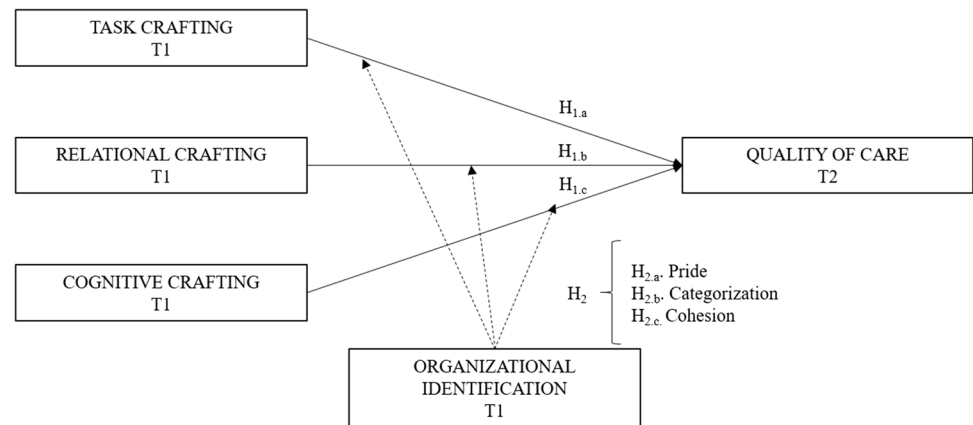 TASK CRAFTING
T1
H1.a
RELATIONAL CRAFTING
T1
H1.b
QUALITY OF CARE
T2
H1.c
COGNITIVE CRAFTING
T1
H2
H2.a. Pride
H2.b. Categorization
H2.c. Cohesion
ORGANIZATIONAL
IDENTIFICATION
T1